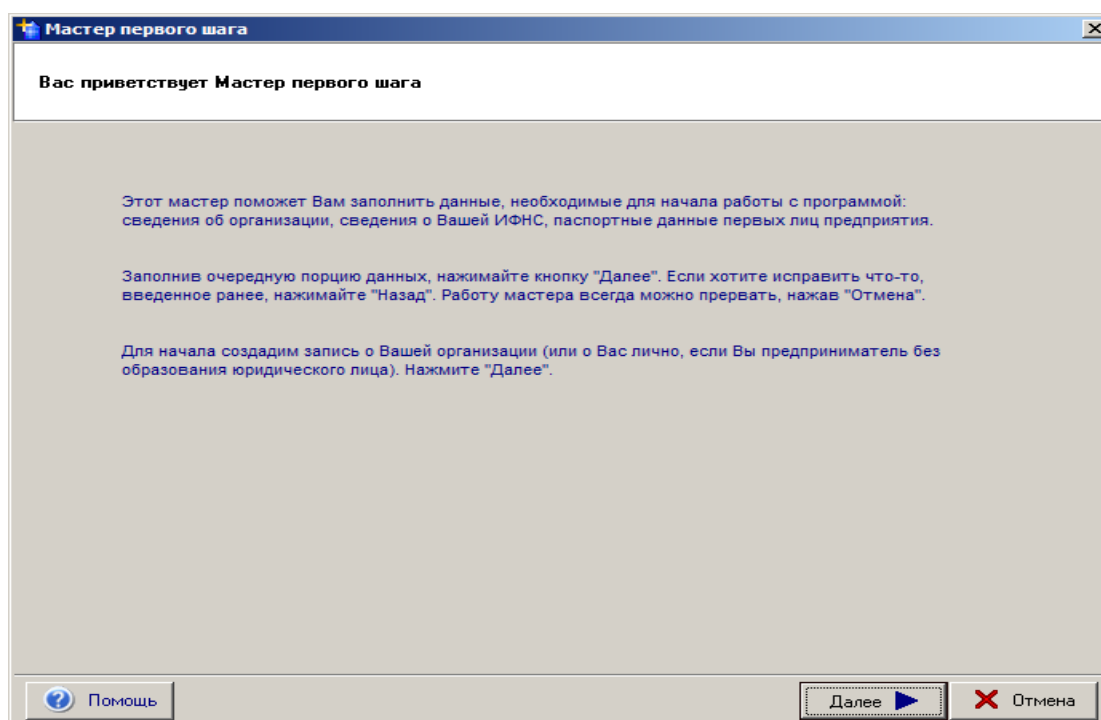 Мастер первого шага
Вас приветствует Мастер первого шага
Этот мастер поможет Вам заполнить данные, необходимые для начала работы с программой:
сведения об организации, сведения о Вашей ИФНС, паспортные данные первых лиц предприятия.
Заполнив очередную порцию данных, нажимайте кнопку "Далее". Если хотите исправить что-то,
введенное ранее, нажимайте "Назад". Работу мастера всегда можно прервать, нажав "Отмена".
Для начала создадим запись о Вашей организации (или о Вас лично, если Вы предприниматель без
образования юридического лица). Нажмите "Далее".
Помощь
Далее
Отмена